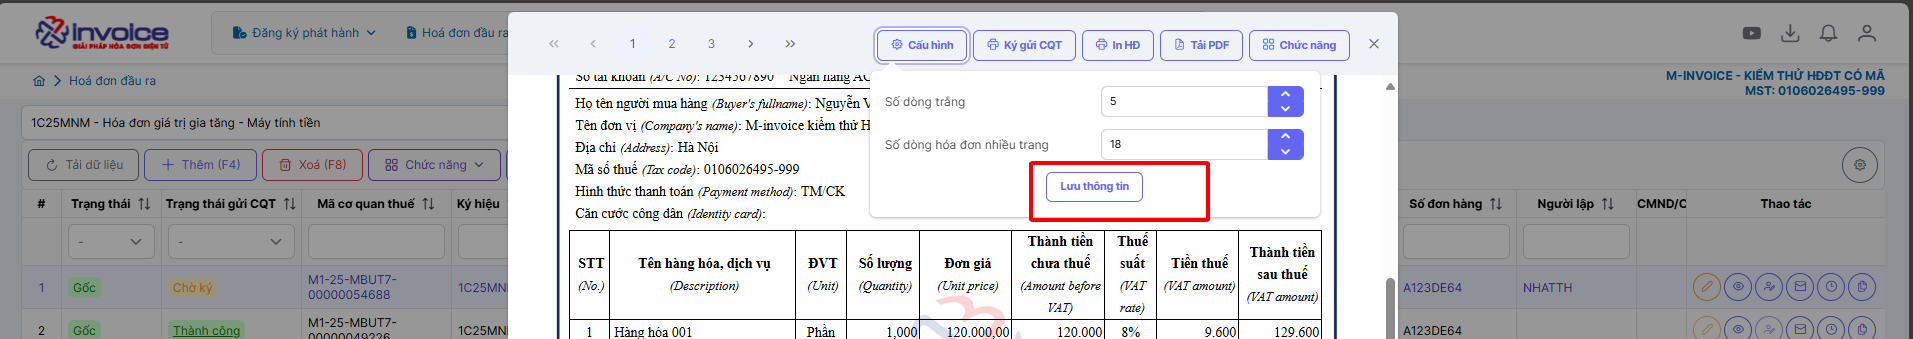 Invoice
GIẢI PHÁP HÓA ĐƠN ĐIỆN TỬ
Đăng ký phát hành
Hoá đơn đầu ra
1
2
3
Cấu hình
Ký gửi CQT
In HĐ
Tải PDF
Chức năng
Hoá đơn đầu ra
M-INVOICE - KIỂM THỬ HĐĐT CÓ MÃ
MST: 0106026495-999
1C25MNM - Hóa đơn giá trị gia tăng - Máy tính tiền
Tải dữ liệu
Thêm (F4)
Xoá (F8)
Chức năng
Số tài khoản (A/C No): 1234567890 Ngân hàng AC
Họ tên người mua hàng (Buyer's fullname): Nguyễn V
Tên đơn vị (Company's name): M-invoice kiểm thử H
Địa chỉ (Address): Hà Nội
Mã số thuế (Tax code): 0106026495-999
Hình thức thanh toán (Payment method): TM/CK
Căn cước công dân (Identity card):
Số dòng trắng
5
Số dòng hóa đơn nhiều trang
18
Lưu thông tin
# Trạng thái Trạng thái gửi CQT Mã cơ quan thuế Ký hiệu
Số đơn hàng Người lập CMND/C Thao tác
- -
STT Tên hàng hóa, dịch vụ ĐVT Số lượng Đơn giá Thành tiền chưa thuế Thuế suất Tiền thuế Thành tiền sau thuế
(No.) (Description) (Unit) (Quantity) (Unit price) (Amount before VAT) (VAT rate) (VAT amount) (VAT amount)
1 Hàng hóa 001 Phần 1,000 120.000,00 120.000 8% 9.600 129.600
1 Gốc Chờ ký M1-25-MBUT7-00000054688 1C25MN
A123DE64 NHATTH
2 Gốc Thành công M1-25-MBUT7-00000049226 1C25MN
A123DE64